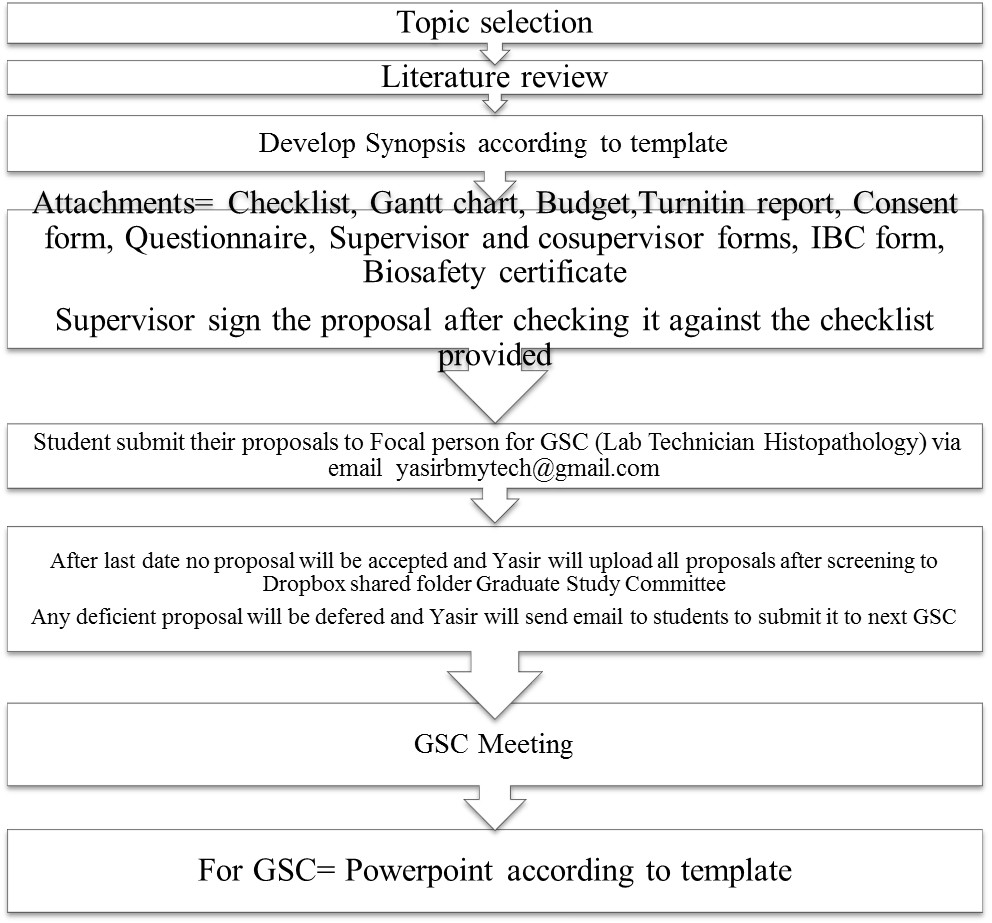 Topic selection
Literature review
Develop Synopsis according to template
Attachments= Checklist, Gantt chart, Budget,Turnitin report, Consent
form, Questionnaire, Supervisor and cosupervisor forms, IBC form,
Biosafety certificate
Supervisor sign the proposal after checking it against the checklist
provided
Student submit their proposals to Focal person for GSC (Lab Technician Histopathology) via
email yasirbmytech@gmail.com
After last date no proposal will be accepted and Yasir will upload all proposals after screening to
Dropbox shared folder Graduate Study Committee
Any deficient proposal will be defered and Yasir will send email to students to submit it to next GSC
GSC Meeting
For GSC= Powerpoint according to template